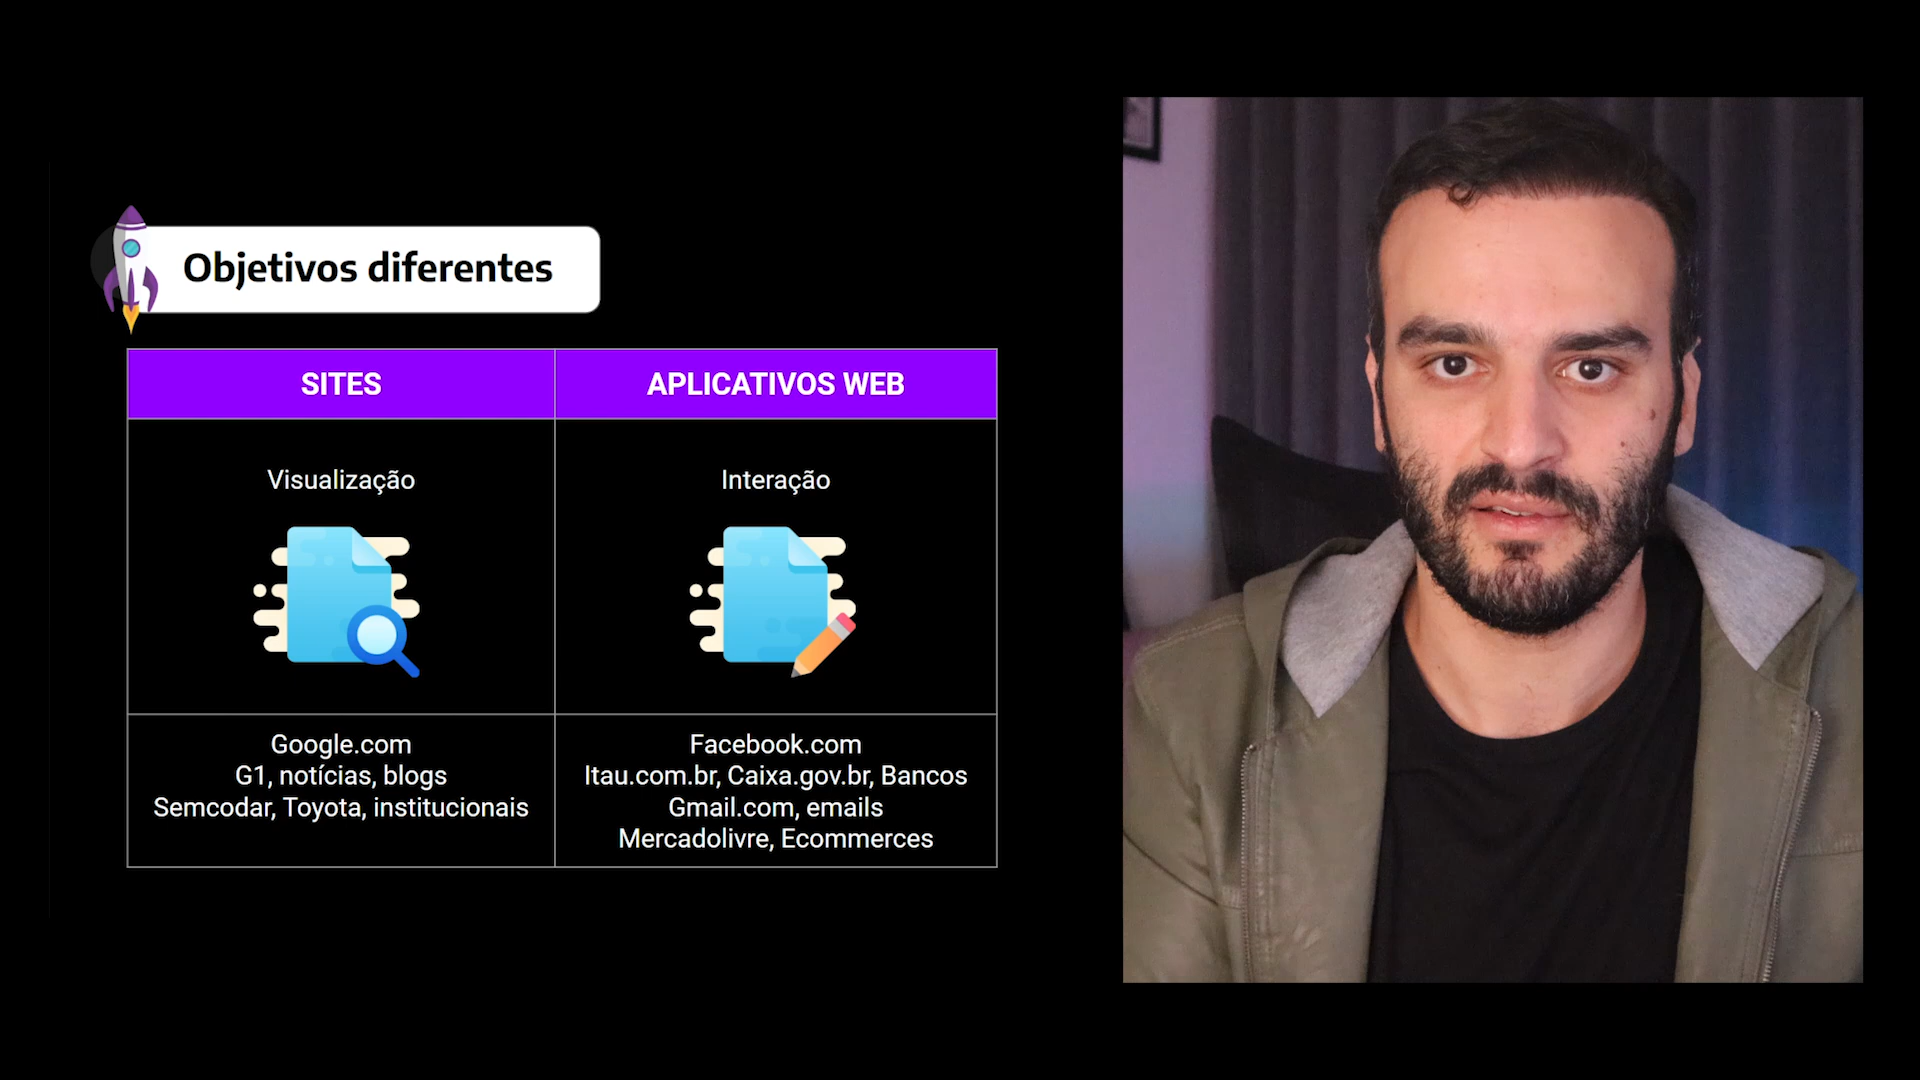 Objetivos diferentes
SITES
APLICATIVOS WEB
Visualização
Interação
Google.com
G1, notícias, blogs
Semcodar, Toyota, institucionais
Facebook.com
Itau.com.br, Caixa.gov.br, Bancos
Gmail.com, emails
Mercadolivre, Ecommerces